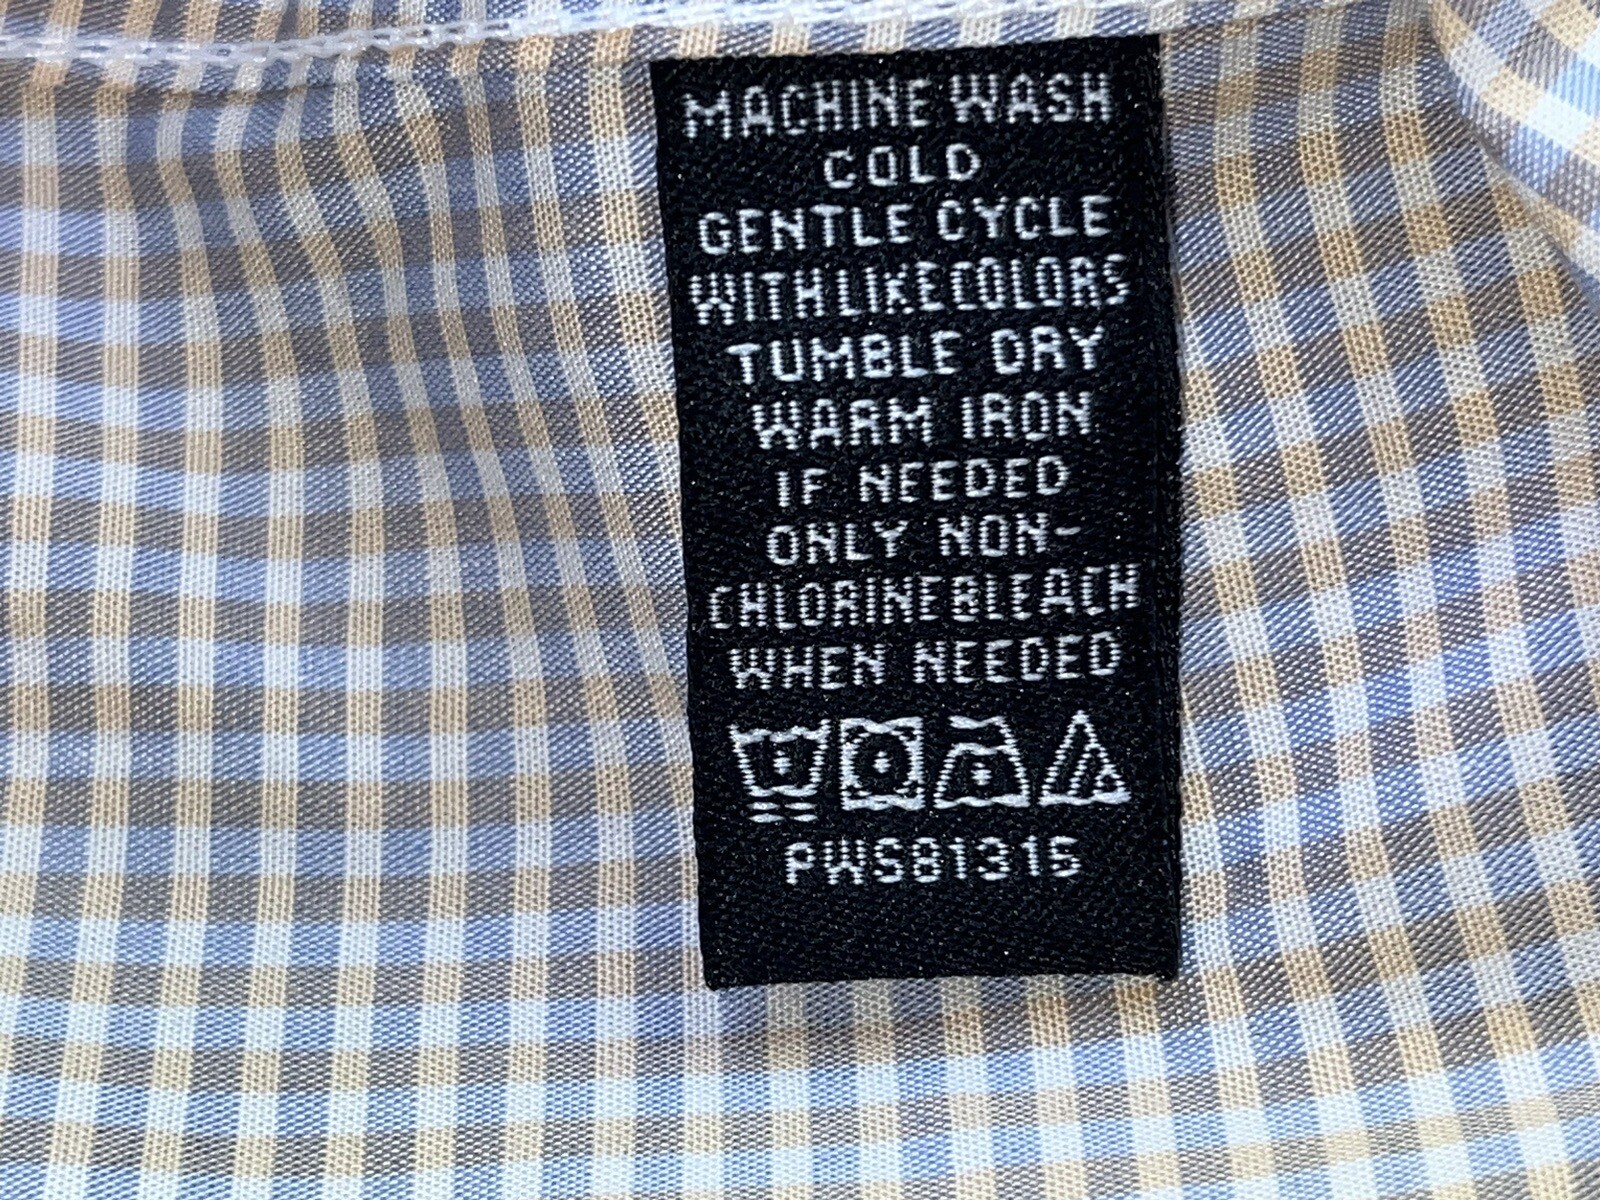 MACHINE WASH
COLD
GENTLE CYCLE
WITH LIKE COLORS
TUMBLE DRY
WARM IRON
IF NEEDED
ONLY NON-
CHLORINE BLEACH
WHEN NEEDED
PWS81315